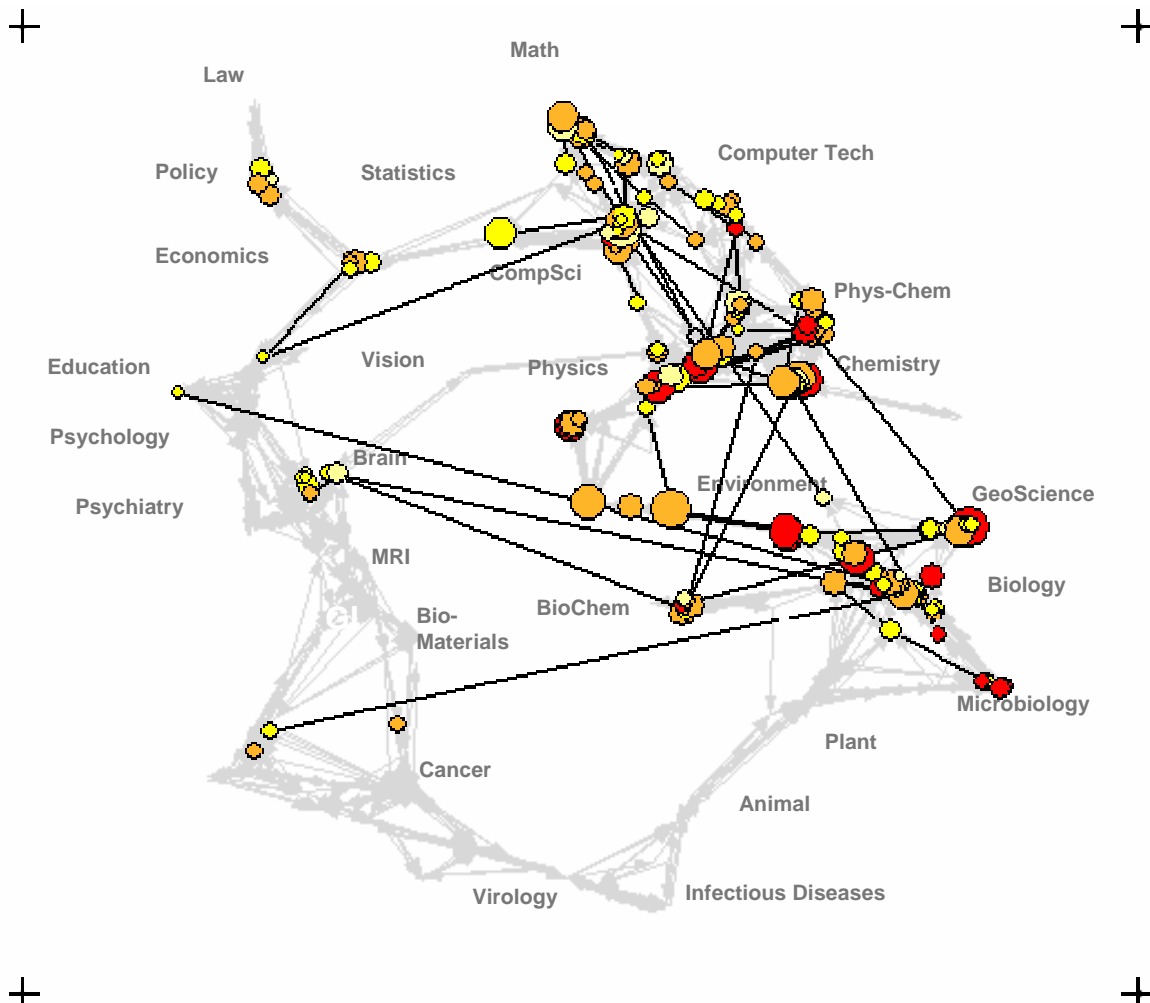 Math
Law
Computer Tech
Policy
Statistics
Economics
CompSci
Phys-Chem
Education
Vision
Physics
Chemistry
Psychology
Brain
Psychiatry
Environment
GeoScience
MRI
Biology
BioChem
Bio-
Materials
GI
Microbiology
Plant
Cancer
Animal
Virology
Infectious Diseases